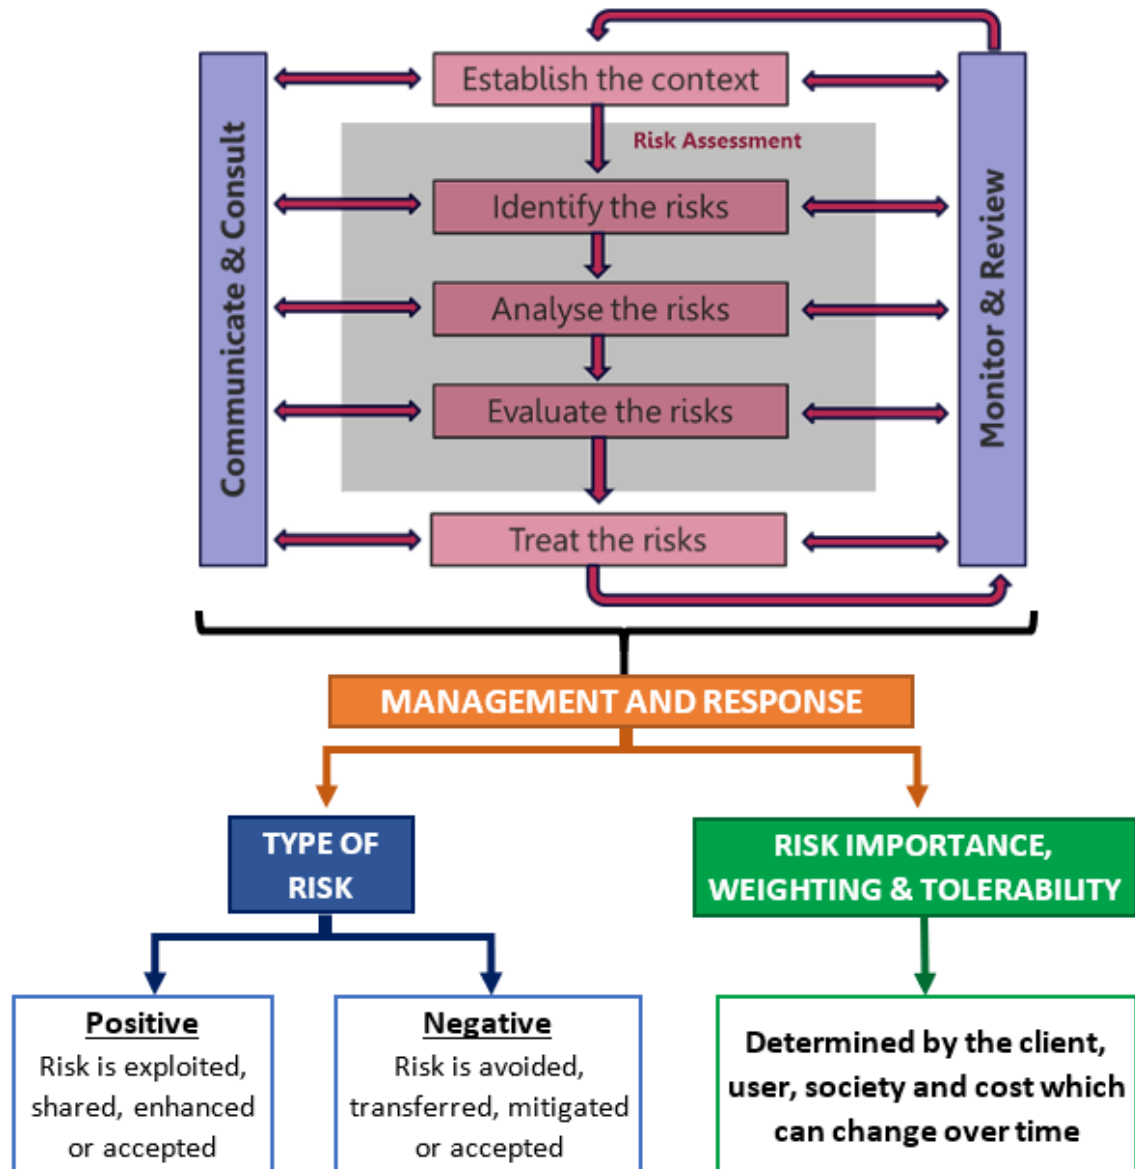 Establish the context
Risk Assessment
Identify the risks
Analyse the risks
Evaluate the risks
Treat the risks
Communicate & Consult
Monitor & Review
MANAGEMENT AND RESPONSE
TYPE OF
RISK
Positive
Risk is exploited,
shared, enhanced
or accepted
Negative
Risk is avoided,
transferred, mitigated
or accepted
RISK IMPORTANCE,
WEIGHTING & TOLERABILITY
Determined by the client,
user, society and cost which
can change over time